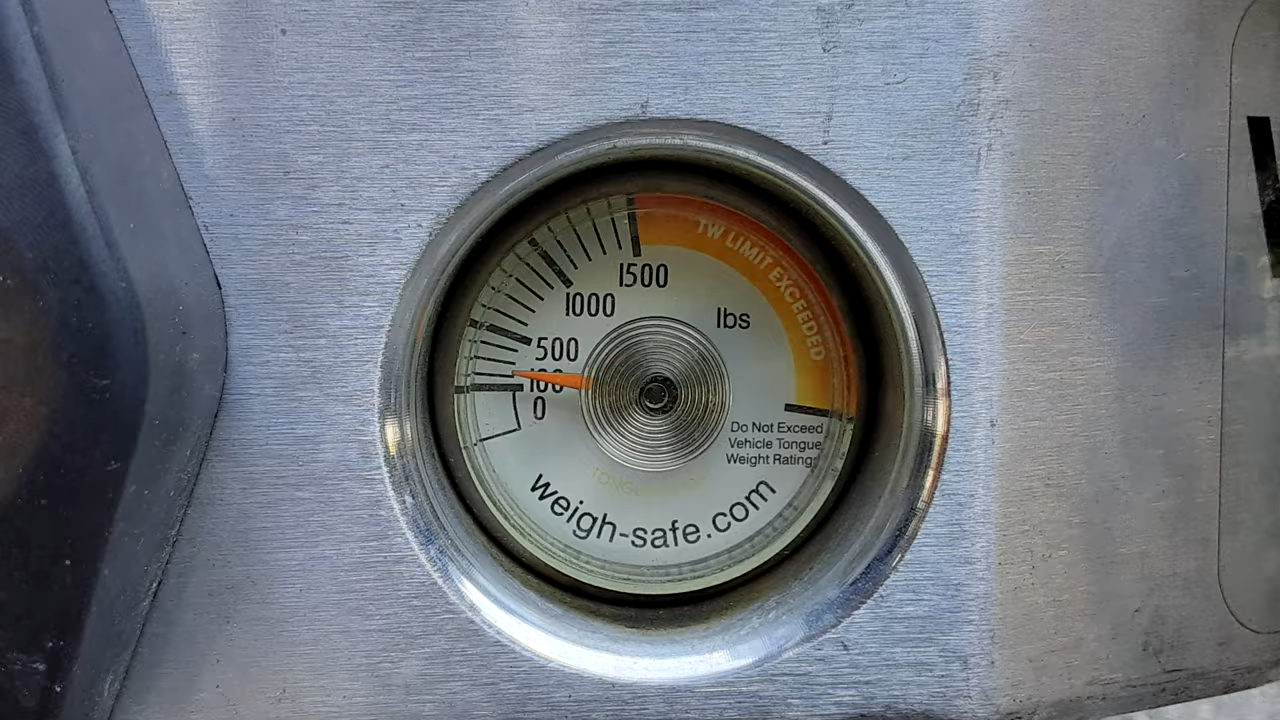 TW LIMIT EXCEEDED
1500
1000
lbs
500
100
0
Do Not Exceed
Vehicle Tongue
Weight Rating
weigh-safe.com